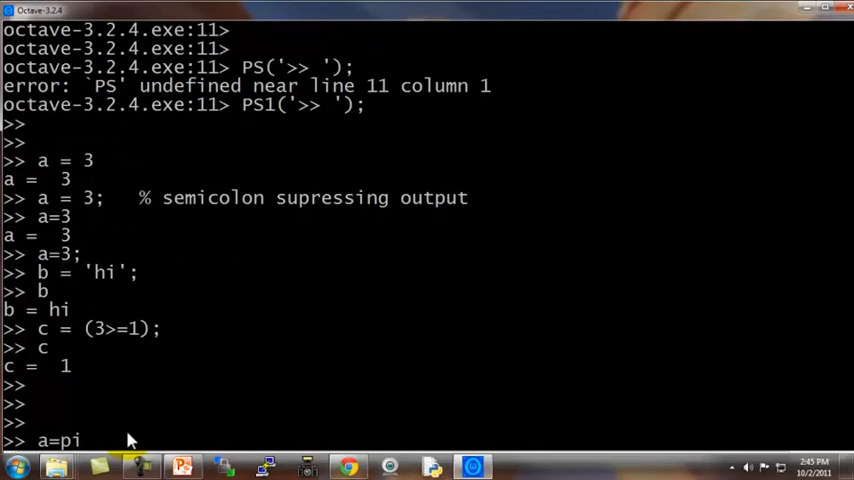 Octave-3.2.4
octave-3.2.4.exe:11>
octave-3.2.4.exe:11>
octave-3.2.4.exe:11> PS('>> ');
error: `PS' undefined near line 11 column 1
octave-3.2.4.exe:11> PS1('>> ');
>>
>>
>> a = 3
a =  3
>> a = 3;   % semicolon supressing output
>> a=3
a =  3
>> a=3;
>> b = 'hi';
>> b
b = hi
>> c = (3>=1);
>> c
c =  1
>>
>>
>>
>> a=pi
2:45 PM
10/2/2011